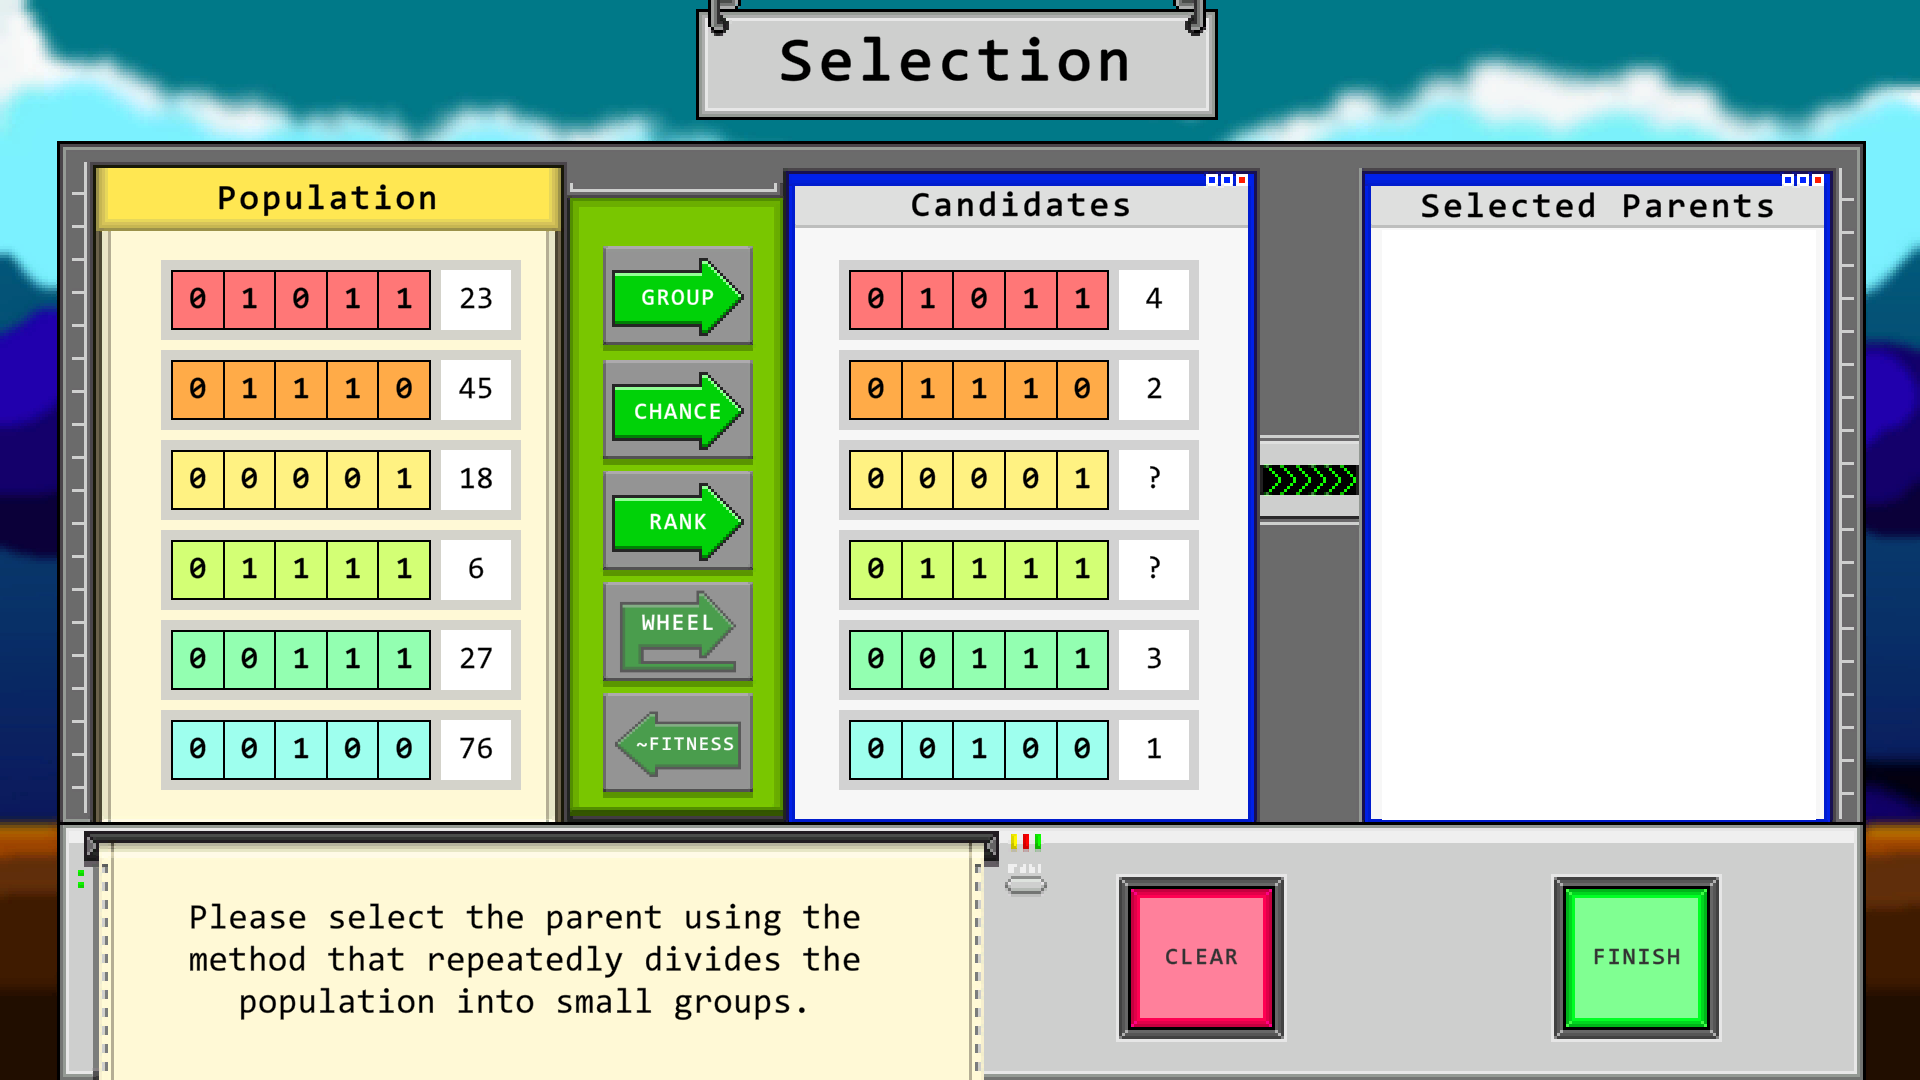 Selection
Population
0 1 0 1 1 23
0 1 1 1 0 45
0 0 0 0 1 18
0 1 1 1 1 6
0 0 1 1 1 27
0 0 1 0 0 76
GROUP
CHANCE
RANK
WHEEL
~FITNESS
Candidates
0 1 0 1 1 4
0 1 1 1 0 2
0 0 0 0 1 ?
0 1 1 1 1 ?
0 0 1 1 1 3
0 0 1 0 0 1
Selected Parents
Please select the parent using the
method that repeatedly divides the
population into small groups.
CLEAR
FINISH